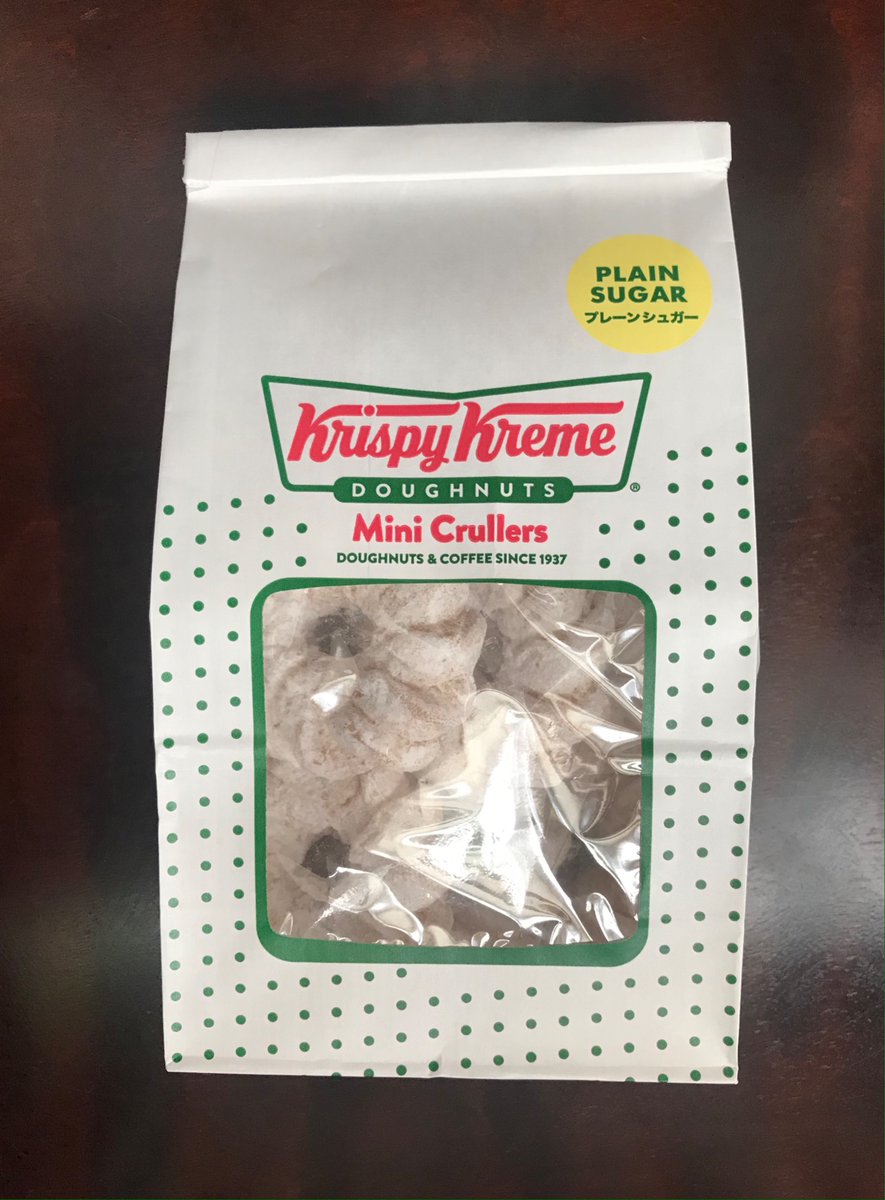 PLAIN
SUGAR
プレーンシュガー
Krispy Kreme
DOUGHNUTS
®
Mini Crullers
DOUGHNUTS & COFFEE SINCE 1937